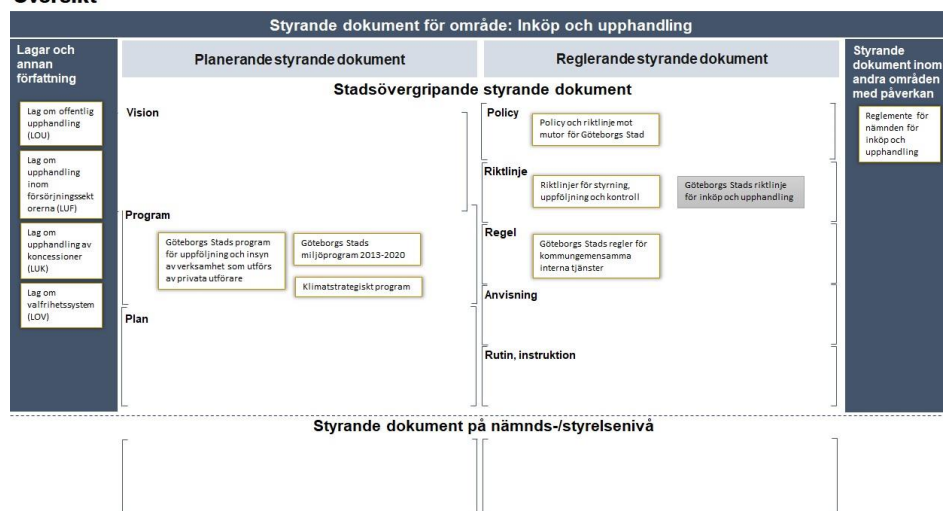 Översikt
Styrande dokument för område: Inköp och upphandling
Lagar och
annan
författning
Lag om offentlig
upphandling
(LOU)
Lag om
upphandling
inom
försörjningssekt
orerna (LUF)
Lag om
upphandling av
koncessioner
(LUK)
Lag om
valfrihetssystem
(LOV)
Planerande styrande dokument
Reglerande styrande dokument
Stadsövergripande styrande dokument
Vision
Program
Göteborgs Stads program
för uppföljning och insyn
av verksamhet som utförs
av privata utförare
Göteborgs Stads
miljöprogram 2013-2020
Klimatstrategiskt program
Plan
Policy
Policy och riktlinje mot
mutor för Göteborgs Stad
Riktlinje
Riktlinjer för styrning,
uppföljning och kontroll
Göteborgs Stads riktlinje
för inköp och upphandling
Regel
Göteborgs Stads regler för
kommungemensamma
interna tjänster
Anvisning
Rutin, instruktion
Styrande
dokument inom
andra områden
med påverkan
Reglemente för
nämnden för
inköp och
upphandling
Styrande dokument på nämnds-/styrelsenivå